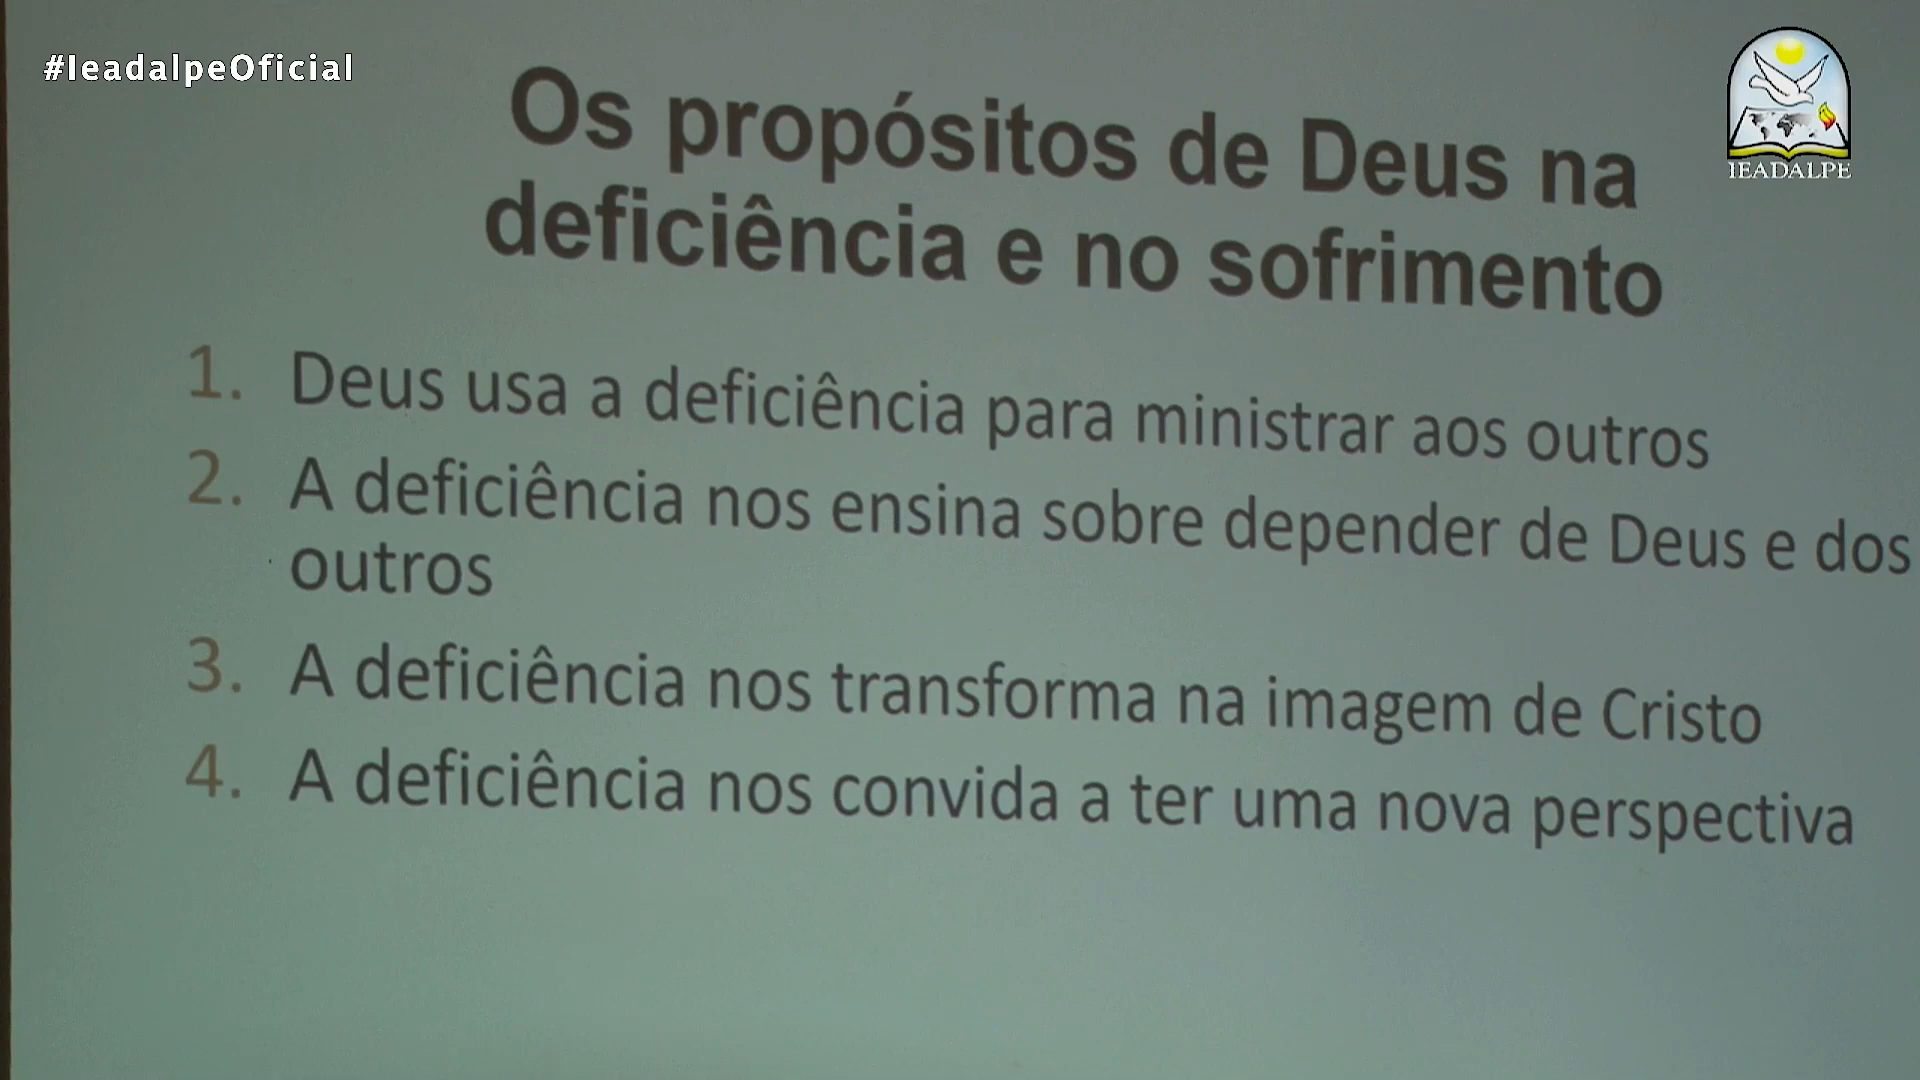 #IeadalpeOficial
IEADALPE
Os propósitos de Deus na
deficiência e no sofrimento
1. Deus usa a deficiência para ministrar aos outros
2. A deficiência nos ensina sobre depender de Deus e dos
outros
3. A deficiência nos transforma na imagem de Cristo
4. A deficiência nos convida a ter uma nova perspectiva